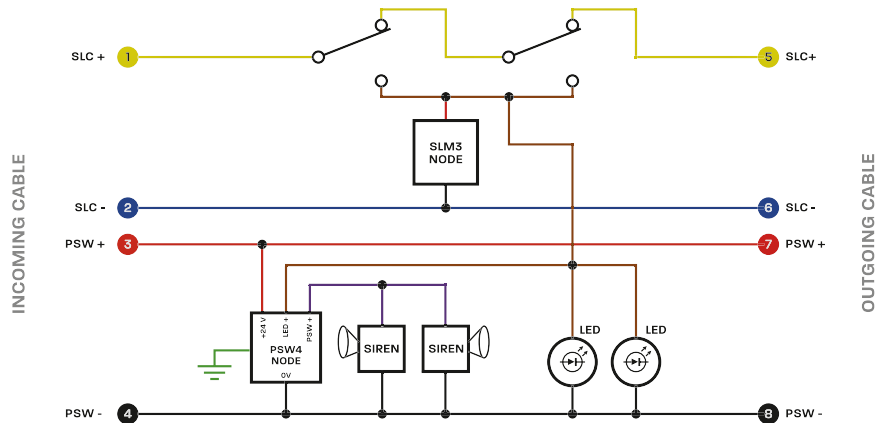 SLC + 1 5 SLC+
SLM3
NODE
SLC - 2 6 SLC -
PSW + 3 7 PSW +
INCOMING CABLE
OUTGOING CABLE
+24 V LED + PSW +
PSW4
NODE
0V
SIREN SIREN
LED LED
PSW - 4 8 PSW -